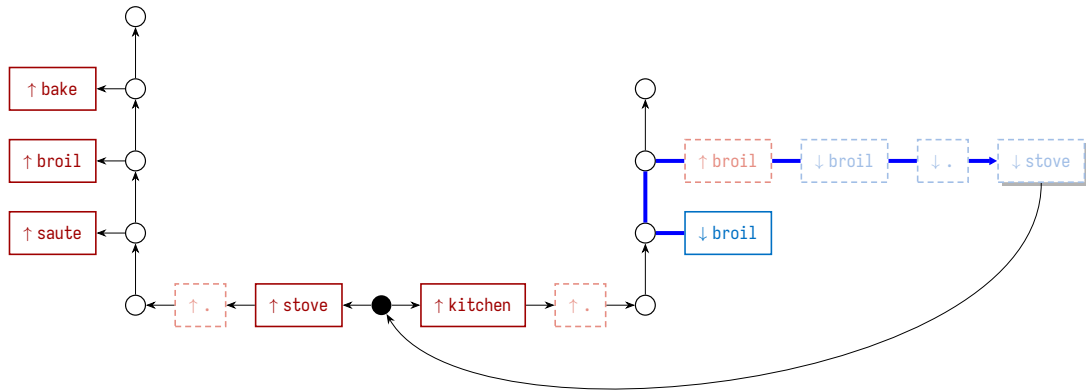 ↑ bake
↑ broil ↑ broil ↓ broil ↓ . ↓ stove
↑ saute ↓ broil
↑ . ↑ stove ↑ kitchen ↑ .